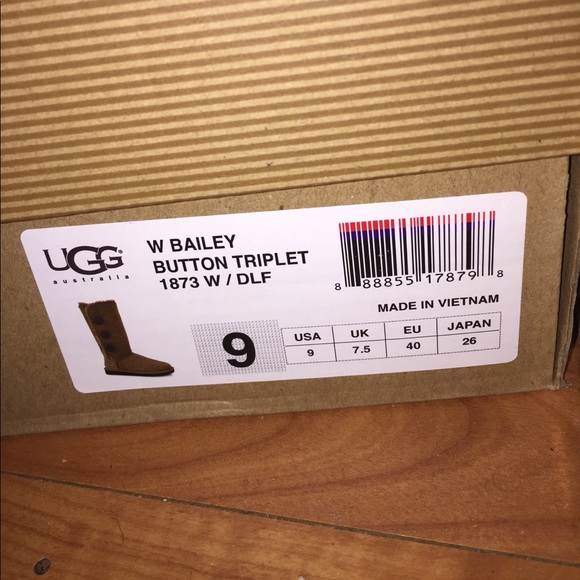 UGG®
australia
W BAILEY
BUTTON TRIPLET
1873 W / DLF
8 88855 17879 8
MADE IN VIETNAM
9
USA UK EU JAPAN
9 7.5 40 26